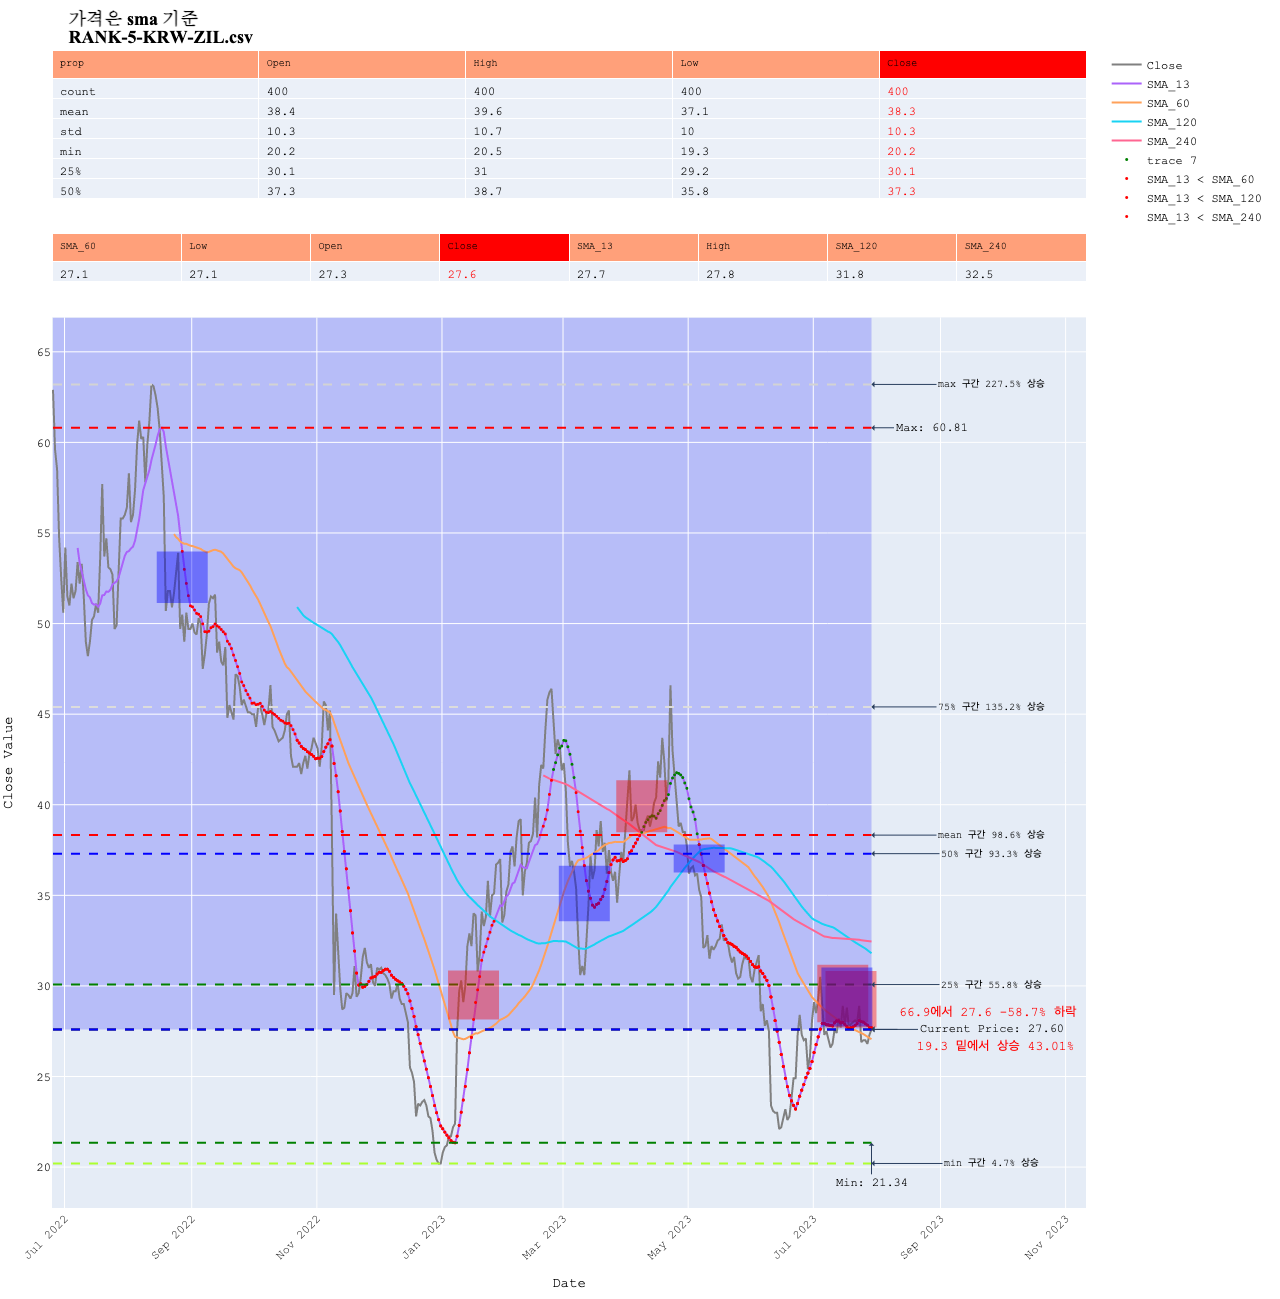 가격은 sma 기준
RANK-5-KRW-ZIL.csv
prop Open High Low Close
count 400 400 400 400
mean 38.4 39.6 37.1 38.3
std 10.3 10.7 10 10.3
min 20.2 20.5 19.3 20.2
25% 30.1 31 29.2 30.1
50% 37.3 38.7 35.8 37.3
Close
SMA_13
SMA_60
SMA_120
SMA_240
trace 7
SMA_13 < SMA_60
SMA_13 < SMA_120
SMA_13 < SMA_240
SMA_60 Low Open Close SMA_13 High SMA_120 SMA_240
27.1 27.1 27.3 27.6 27.7 27.8 31.8 32.5
65
60
55
50
45
40
35
30
25
20
Close Value
max 구간 227.5% 상승
Max: 60.81
75% 구간 135.2% 상승
mean 구간 98.6% 상승
50% 구간 93.3% 상승
25% 구간 55.8% 상승
66.9에서 27.6 -58.7% 하락
Current Price: 27.60
19.3 밑에서 상승 43.01%
min 구간 4.7% 상승
Min: 21.34
Jul 2022
Sep 2022
Nov 2022
Jan 2023
Mar 2023
May 2023
Jul 2023
Sep 2023
Nov 2023
Date